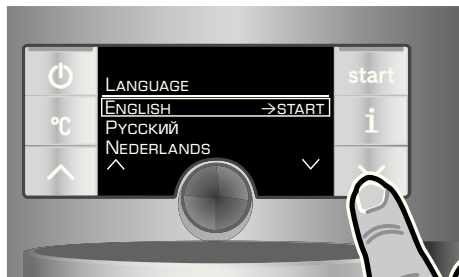 LANGUAGE
start
ENGLISH →START
°C
i
РУССКИЙ
NEDERLANDS